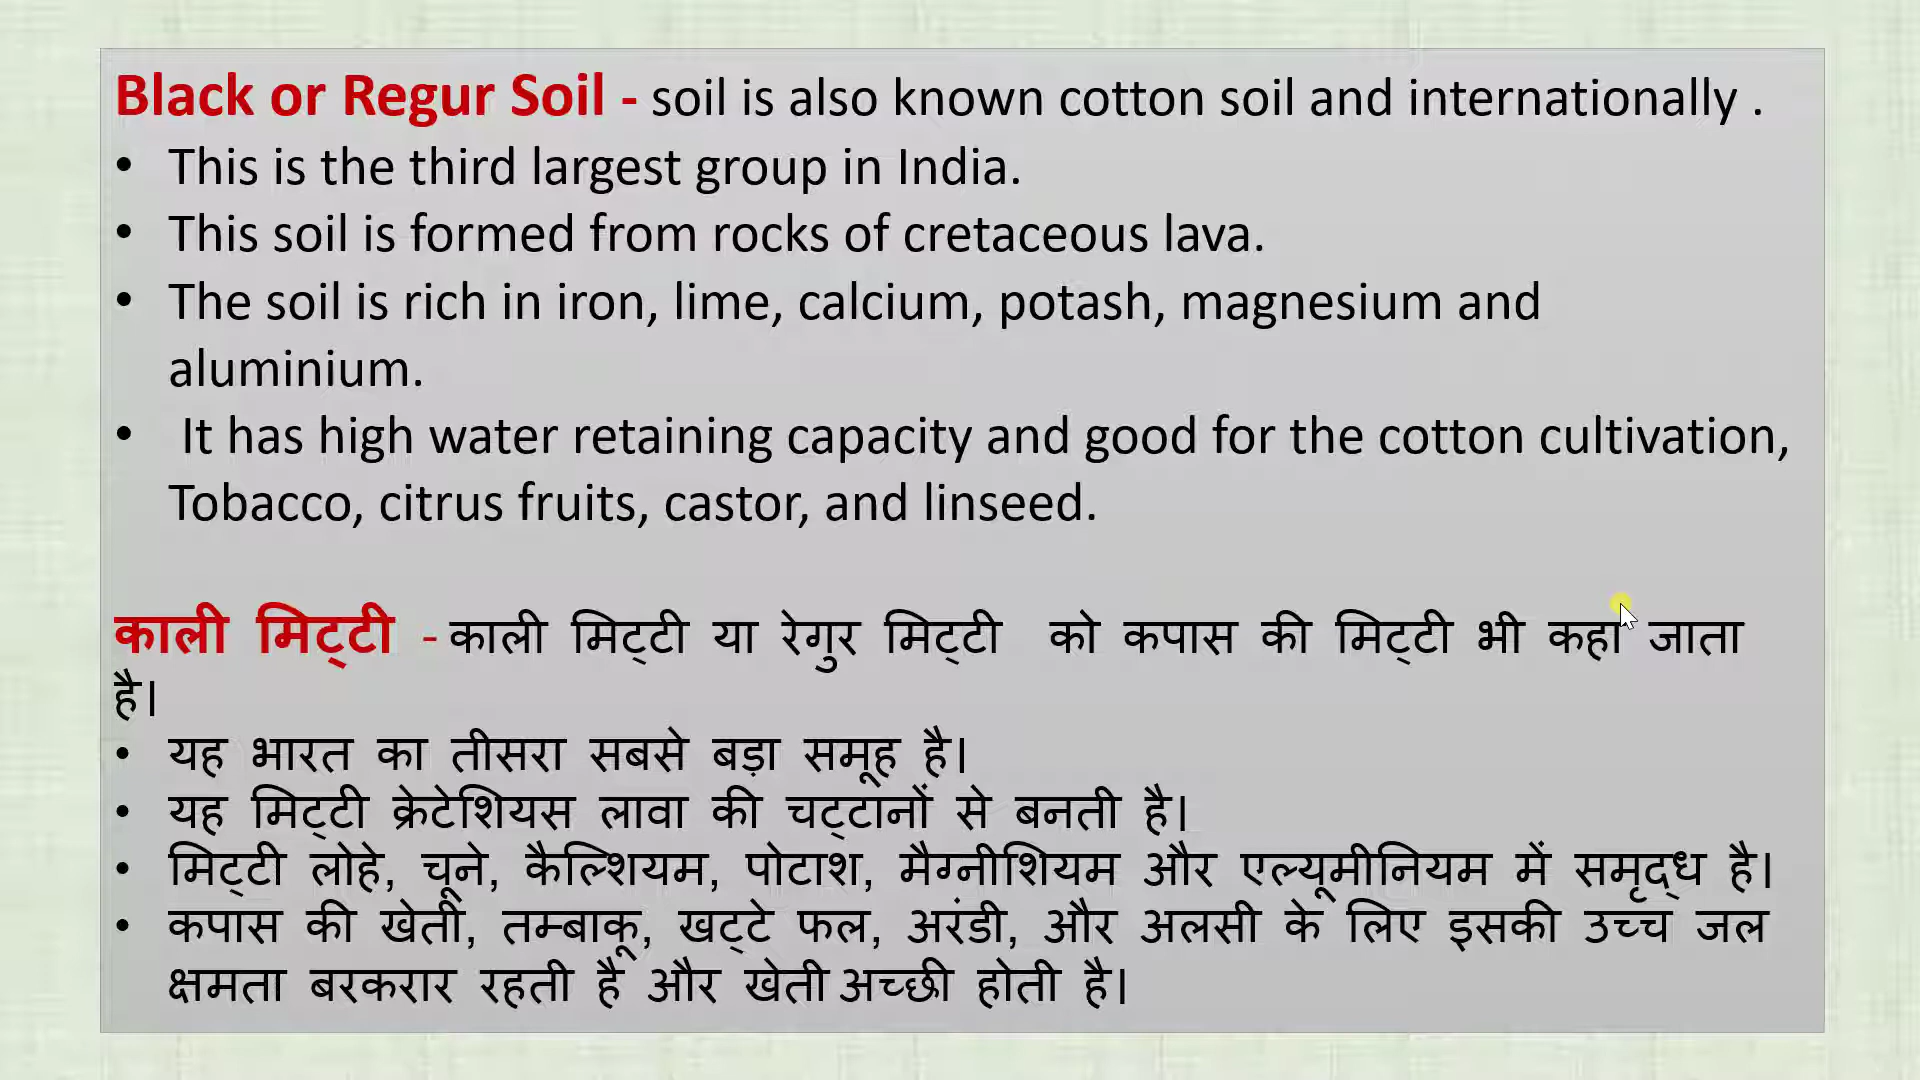 Black or Regur Soil - soil is also known cotton soil and internationally .
• This is the third largest group in India.
• This soil is formed from rocks of cretaceous lava.
• The soil is rich in iron, lime, calcium, potash, magnesium and
aluminium.
• It has high water retaining capacity and good for the cotton cultivation,
Tobacco, citrus fruits, castor, and linseed.
काली मिट्टी - काली मिट्टी या रेगुर मिट्टी को कपास की मिट्टी भी कहा जाता
है।
• यह भारत का तीसरा सबसे बड़ा समूह है।
• यह मिट्टी क्रेटेशियस लावा की चट्टानों से बनती है।
• मिट्टी लोहे, चूने, कैल्शियम, पोटाश, मैग्नीशियम और एल्यूमीनियम में समृद्ध है।
• कपास की खेती, तम्बाकू, खट्टे फल, अरंडी, और अलसी के लिए इसकी उच्च जल
क्षमता बरकरार रहती है और खेती अच्छी होती है।